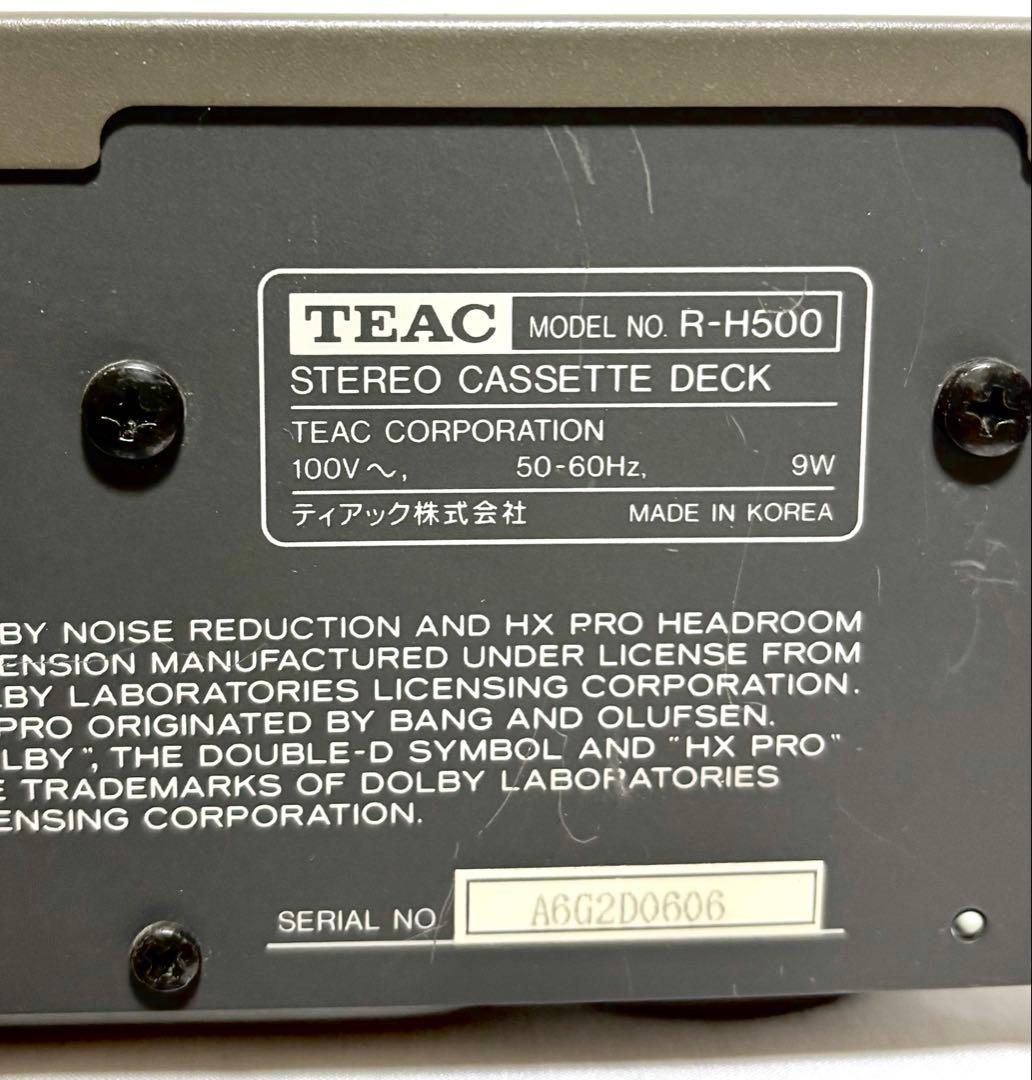 TEAC MODEL NO. R-H500
STEREO CASSETTE DECK
TEAC CORPORATION
100V～, 50-60Hz, 9W
ティアック株式会社 MADE IN KOREA
BY NOISE REDUCTION AND HX PRO HEADROOM
ENSION MANUFACTURED UNDER LICENSE FROM
LBY LABORATORIES LICENSING CORPORATION.
PRO ORIGINATED BY BANG AND OLUFSEN.
LBY", THE DOUBLE-D SYMBOL AND "HX PRO"
E TRADEMARKS OF DOLBY LABORATORIES
ENSING CORPORATION.
SERIAL NO. A6G2D0606